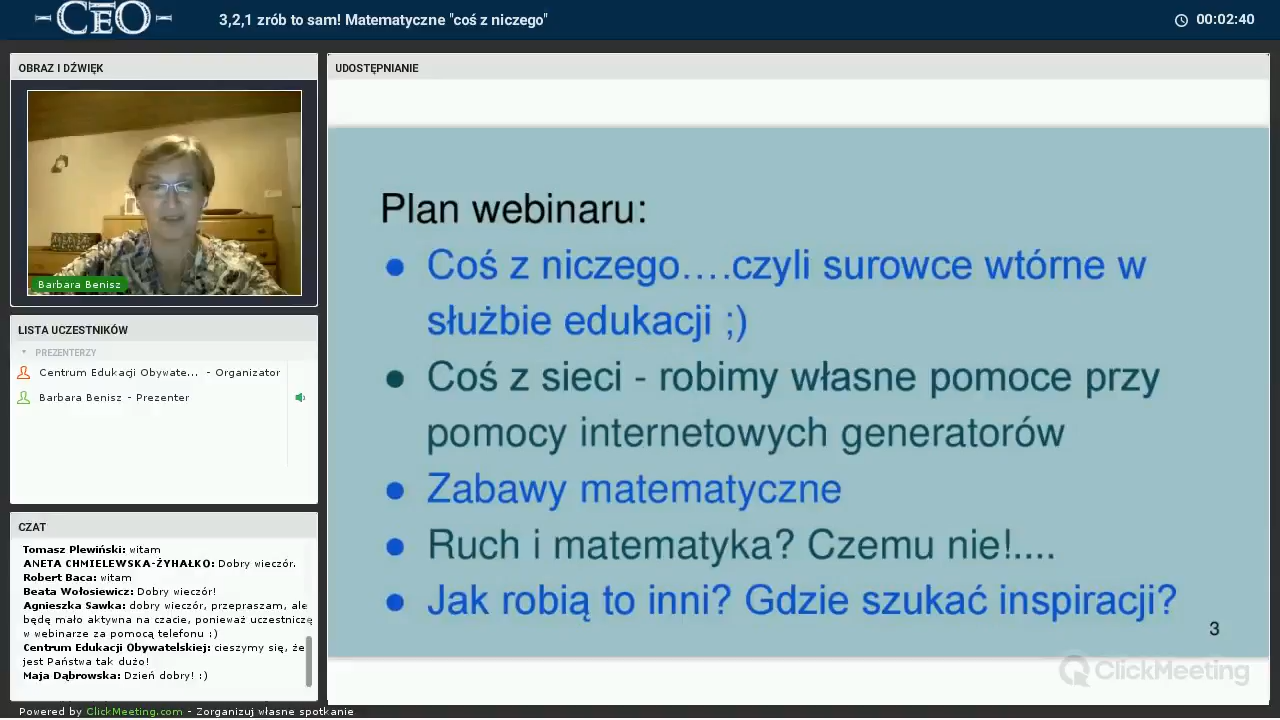 CEO
3,2,1 zrób to sam! Matematyczne "coś z niczego"
00:02:40
OBRAZ I DŹWIĘK
Barbara Benisz
LISTA UCZESTNIKÓW
PREZENTERZY
Centrum Edukacji Obywate... - Organizator
Barbara Benisz - Prezenter
CZAT
Tomasz Plewiński: witam
ANETA CHMIELEWSKA-ŻYHAŁKO: Dobry wieczór.
Robert Baca: witam
Beata Wołosiewicz: Dobry wieczór!
Agnieszka Sawka: dobry wieczór, przepraszam, ale
będę mało aktywna na czacie, ponieważ uczestniczę
w webinarze za pomocą telefonu ;)
Centrum Edukacji Obywatelskiej: cieszymy się, że
jest Państwa tak dużo!
Maja Dąbrowska: Dzień dobry! :)
UDOSTĘPNIANIE
Plan webinaru:
● Coś z niczego....czyli surowce wtórne w
służbie edukacji ;)
● Coś z sieci - robimy własne pomoce przy
pomocy internetowych generatorów
● Zabawy matematyczne
● Ruch i matematyka? Czemu nie!....
● Jak robią to inni? Gdzie szukać inspiracji?
3
ClickMeeting
Powered by ClickMeeting.com - Zorganizuj własne spotkanie